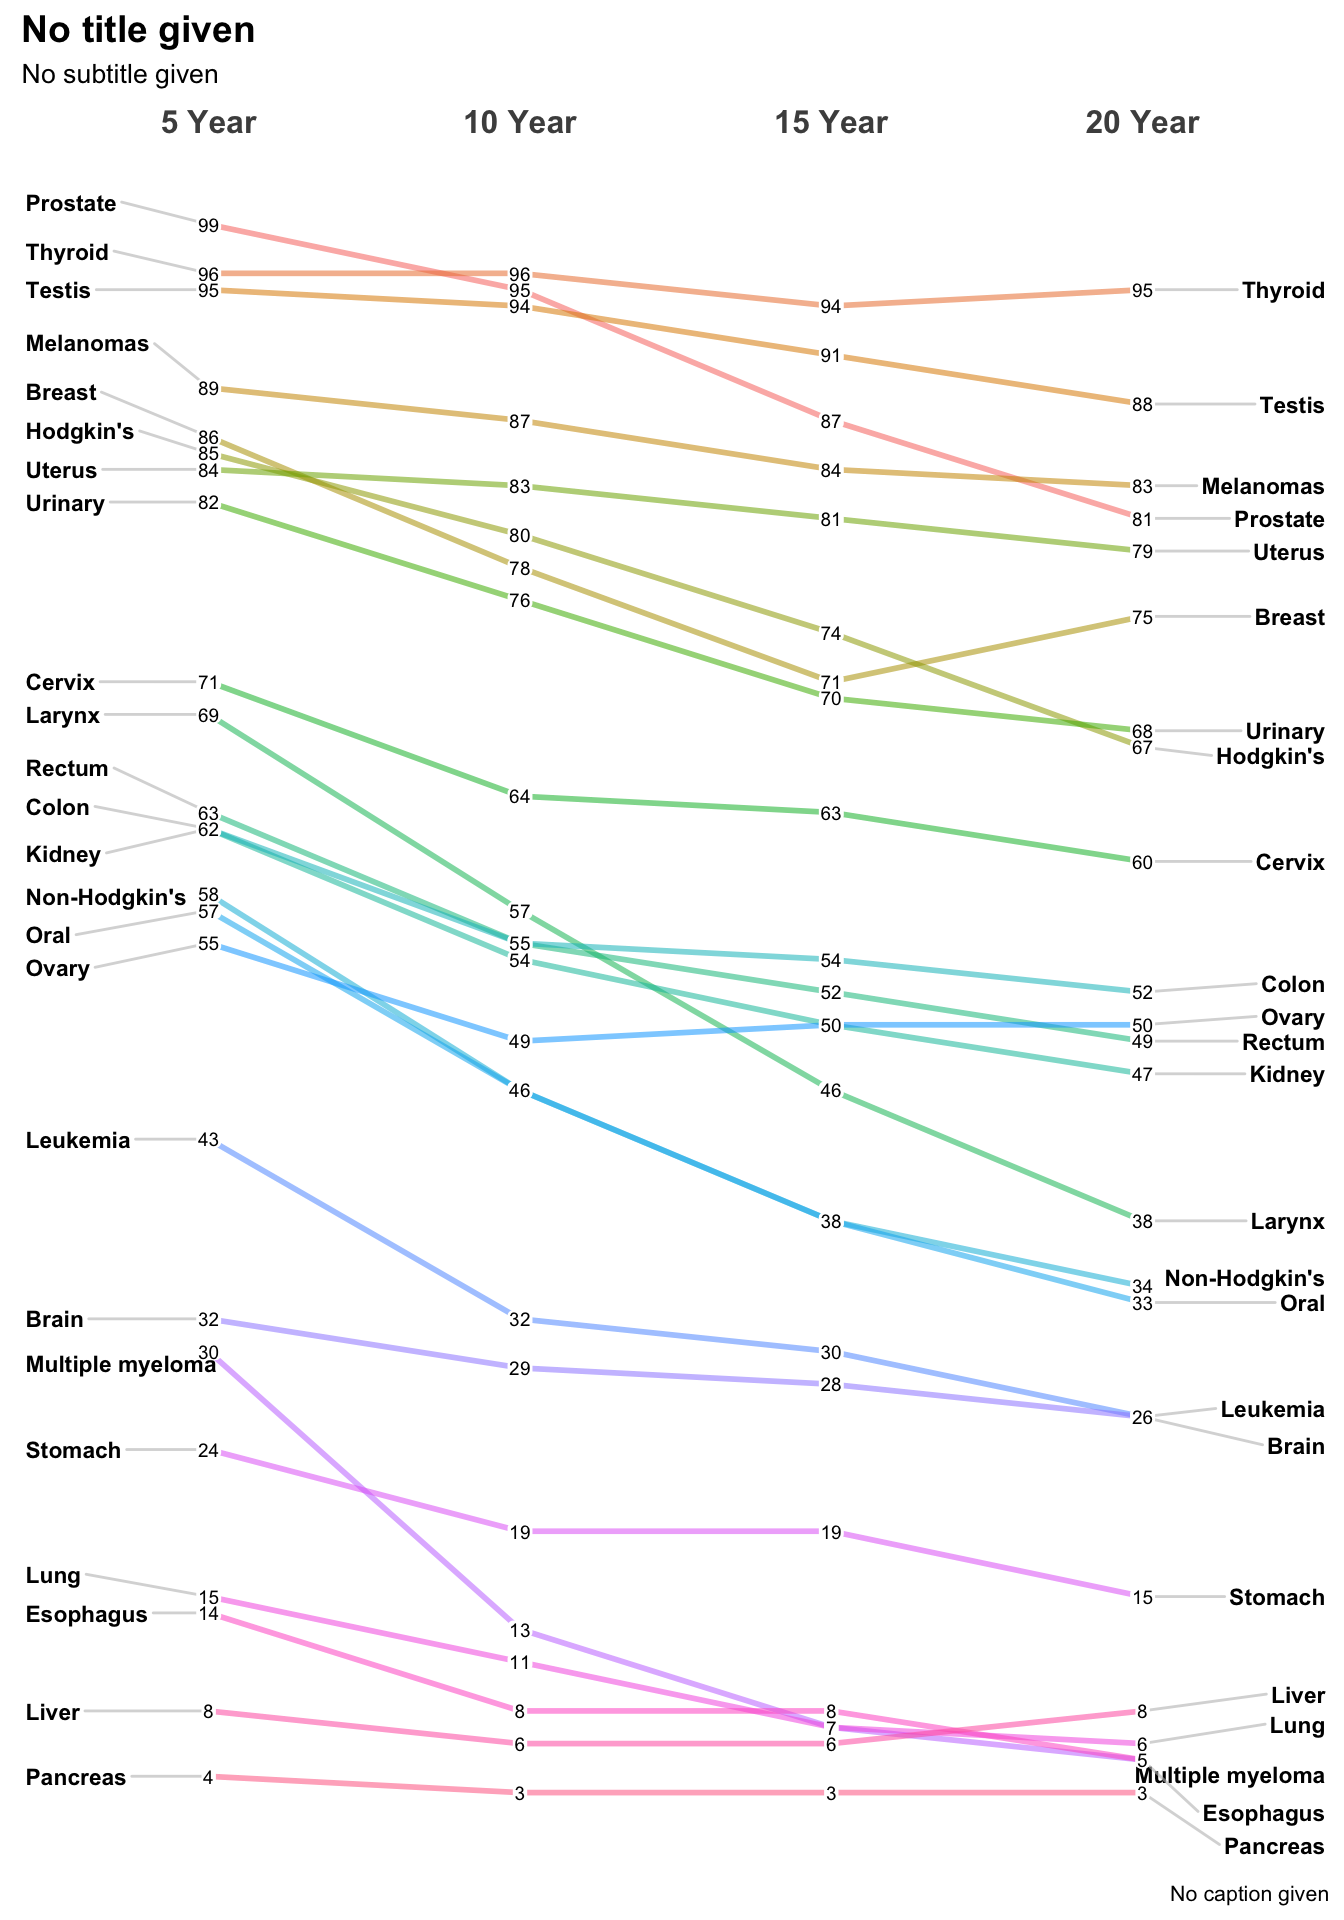 No title given
No subtitle given
5 Year 10 Year 15 Year 20 Year
Prostate 99
Thyroid 96 96
95
Testis 95 94 94 95 Thyroid
Melanomas 91
89 88 Testis
Breast 87 87
Hodgkin's 86
85
Uterus 84 83 84 83 Melanomas
Urinary 82 81 81 Prostate
80 79 Uterus
78
76 75 Breast
74
Cervix 71 71
70
Larynx 69 68 Urinary
67 Hodgkin's
Rectum 64
Colon 63 63
62
Kidney 60 Cervix
Non-Hodgkin's 58
Oral 57 57
Ovary 55 55 54
54 52 52 Colon
49 50 50 Ovary
49 Rectum
47 Kidney
46 46
Leukemia 43
38 38 Larynx
34 Non-Hodgkin's
33 Oral
Brain 32 32
Multiple myeloma 30 30
29 28
26 Leukemia
Brain
Stomach 24
19 19
Lung 15 15 Stomach
Esophagus 14 13
11
Liver 8 8 8 8 Liver
7 Lung
6 6 6
5
Multiple myeloma
Pancreas 4 3 3 3
Esophagus
Pancreas
No caption given